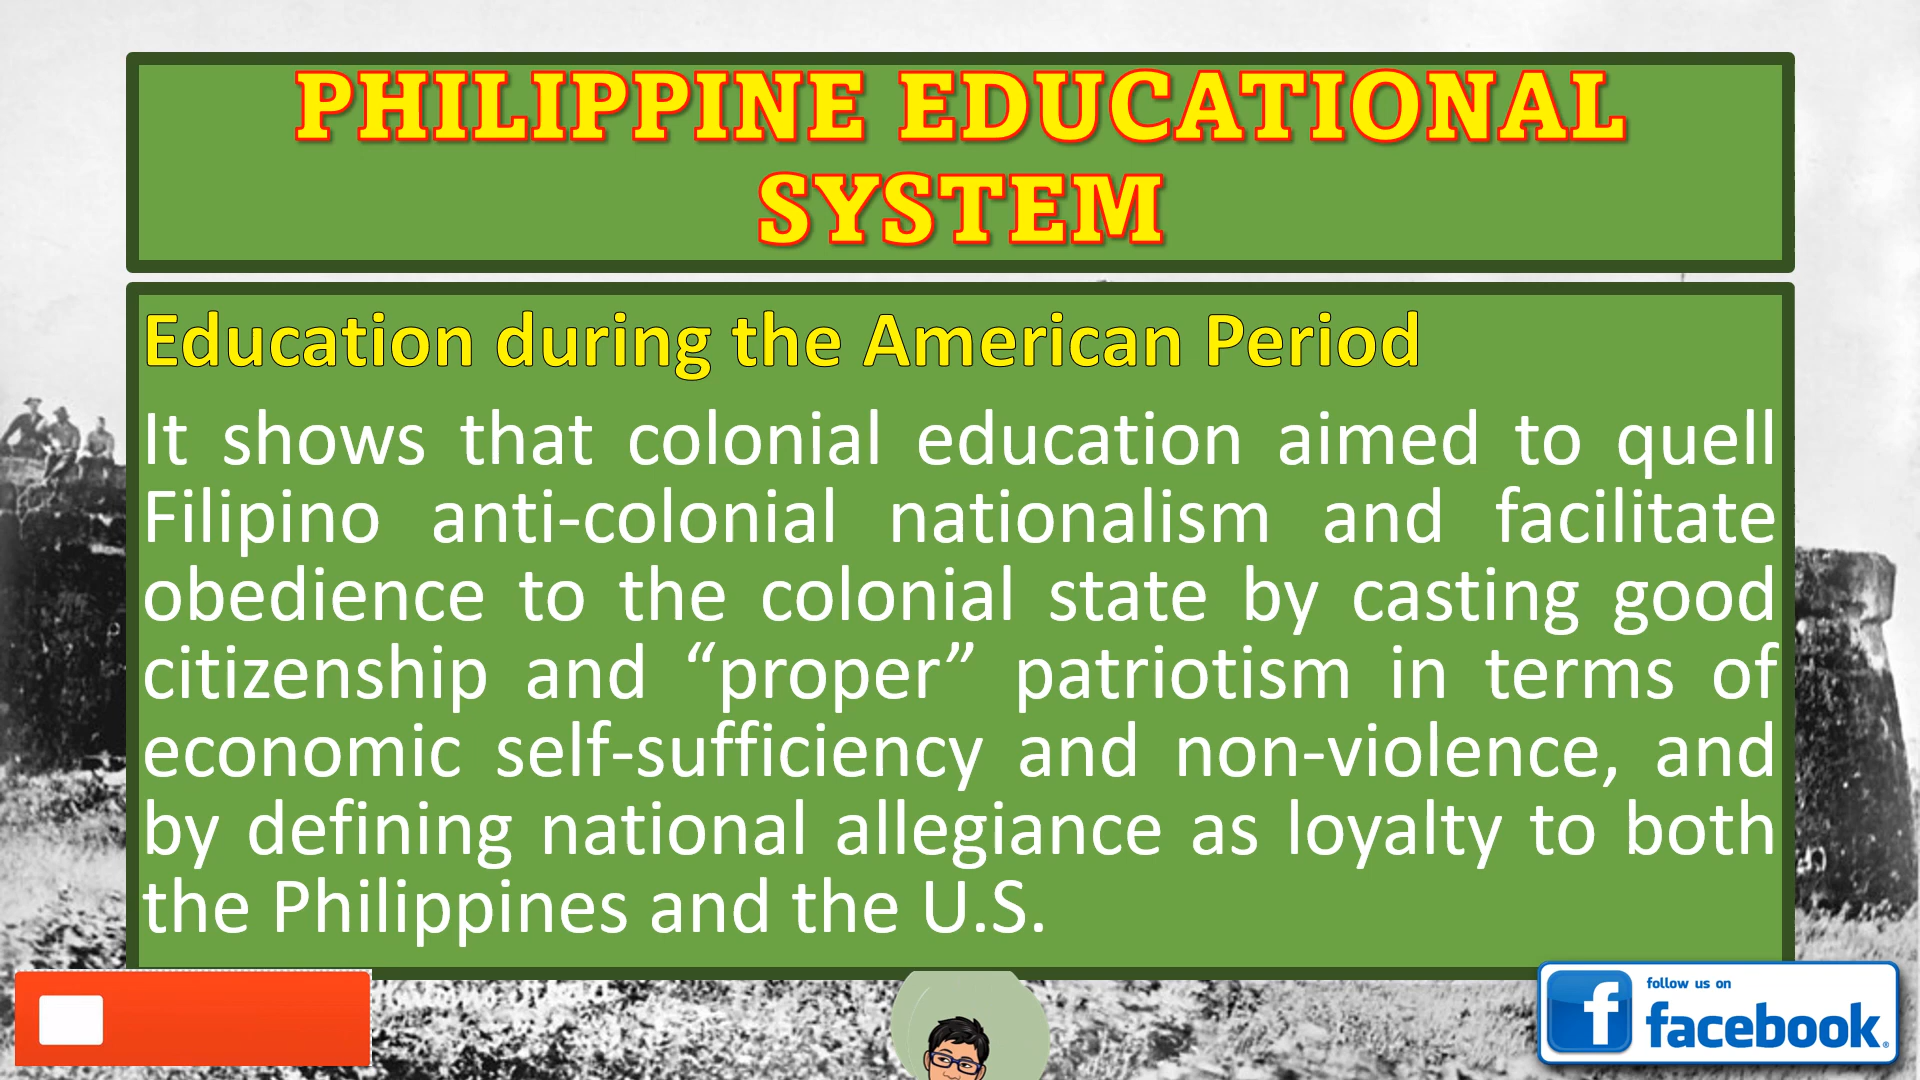 PHILIPPINE EDUCATIONAL
SYSTEM
Education during the American Period
It shows that colonial education aimed to quell
Filipino anti-colonial nationalism and facilitate
obedience to the colonial state by casting good
citizenship and “proper” patriotism in terms of
economic self-sufficiency and non-violence, and
by defining national allegiance as loyalty to both
the Philippines and the U.S.
follow us on
facebook